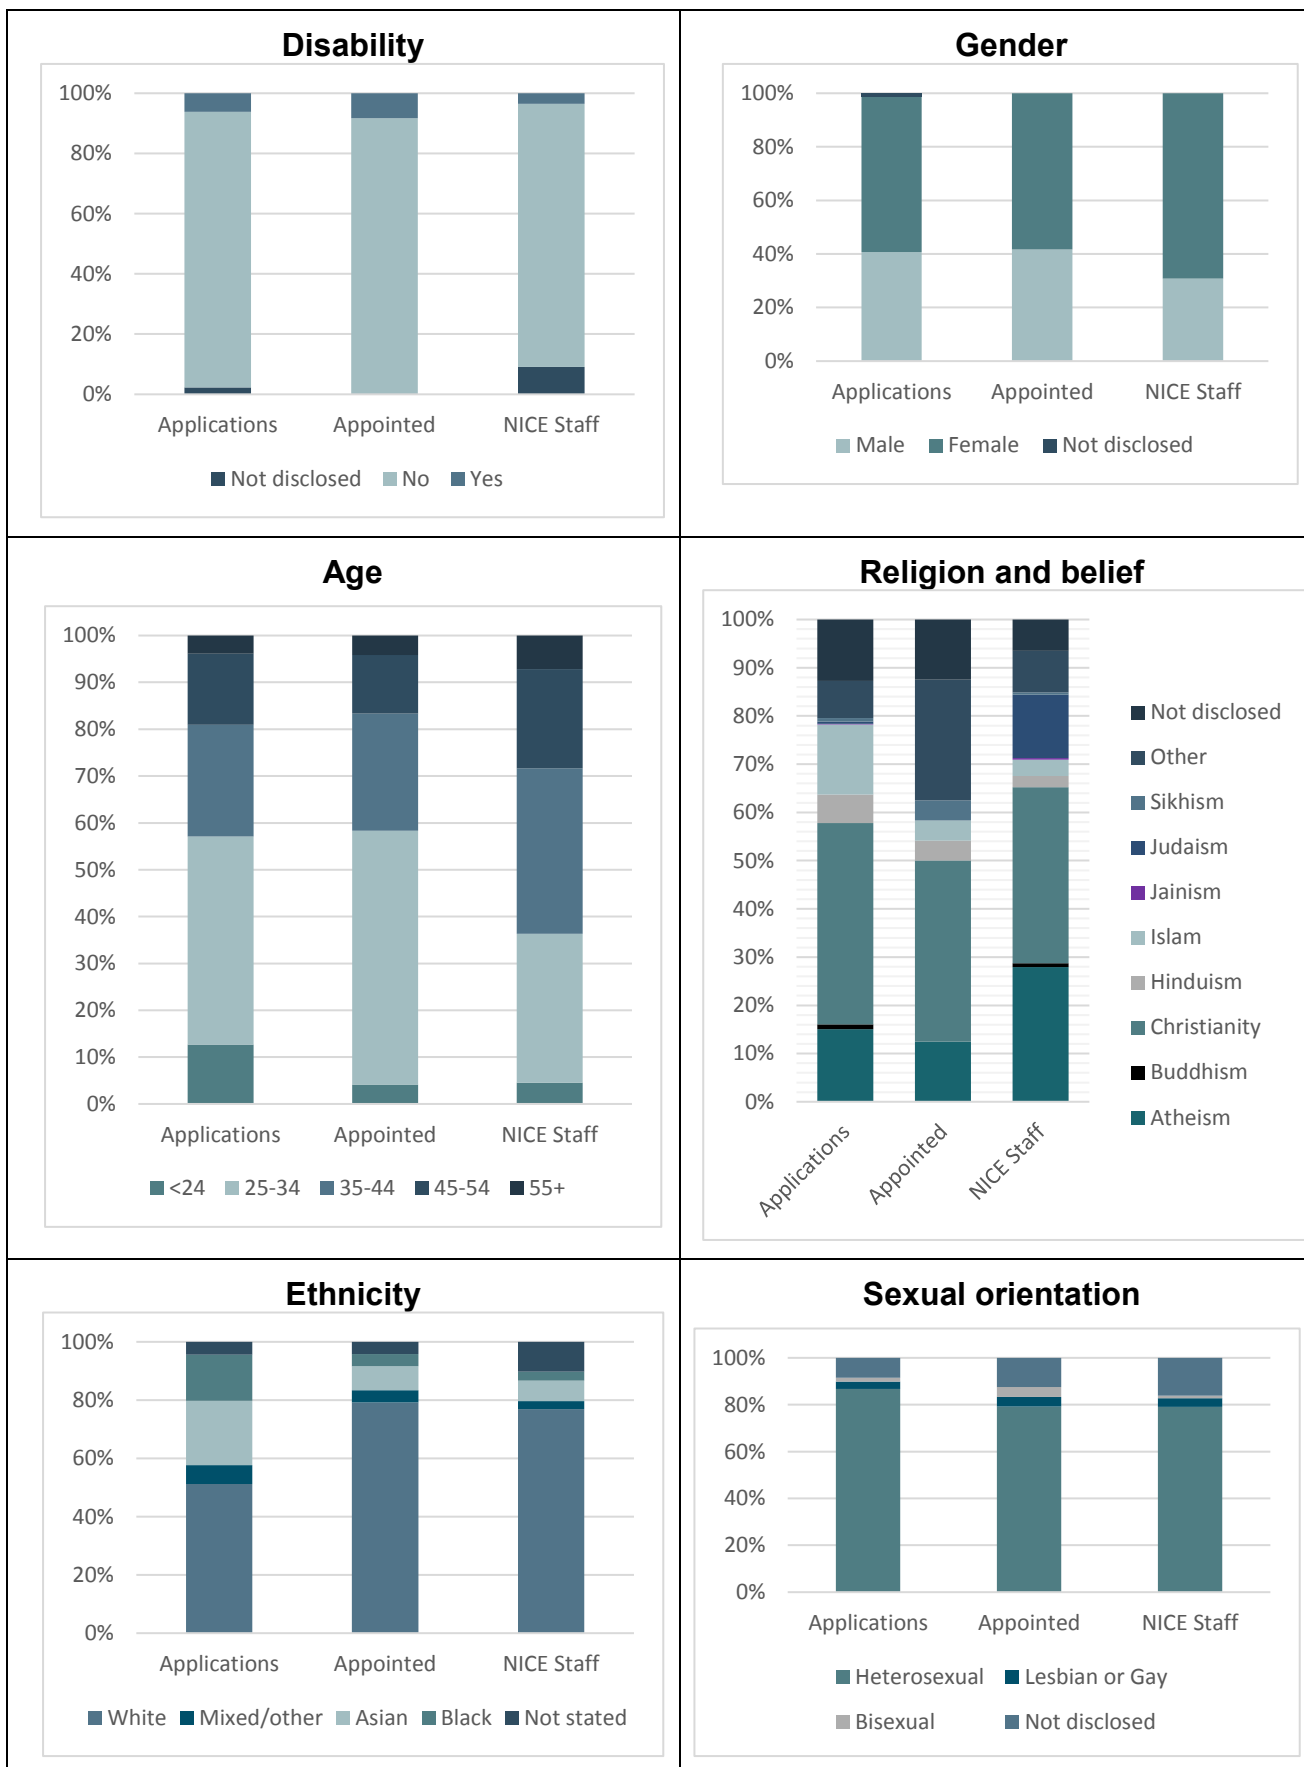 Disability
100%
80%
60%
40%
20%
0%
Applications Appointed NICE Staff
Not disclosed No Yes
Gender
100%
80%
60%
40%
20%
0%
Applications Appointed NICE Staff
Male Female Not disclosed
Age
100%
90%
80%
70%
60%
50%
40%
30%
20%
10%
0%
Applications Appointed NICE Staff
<24 25-34 35-44 45-54 55+
Religion and belief
100%
90%
80%
70%
60%
50%
40%
30%
20%
10%
0%
Applications Appointed NICE Staff
Not disclosed
Other
Sikhism
Judaism
Jainism
Islam
Hinduism
Christianity
Buddhism
Atheism
Ethnicity
100%
80%
60%
40%
20%
0%
Applications Appointed NICE Staff
White Mixed/other Asian Black Not stated
Sexual orientation
100%
80%
60%
40%
20%
0%
Applications Appointed NICE Staff
Heterosexual Lesbian or Gay
Bisexual Not disclosed